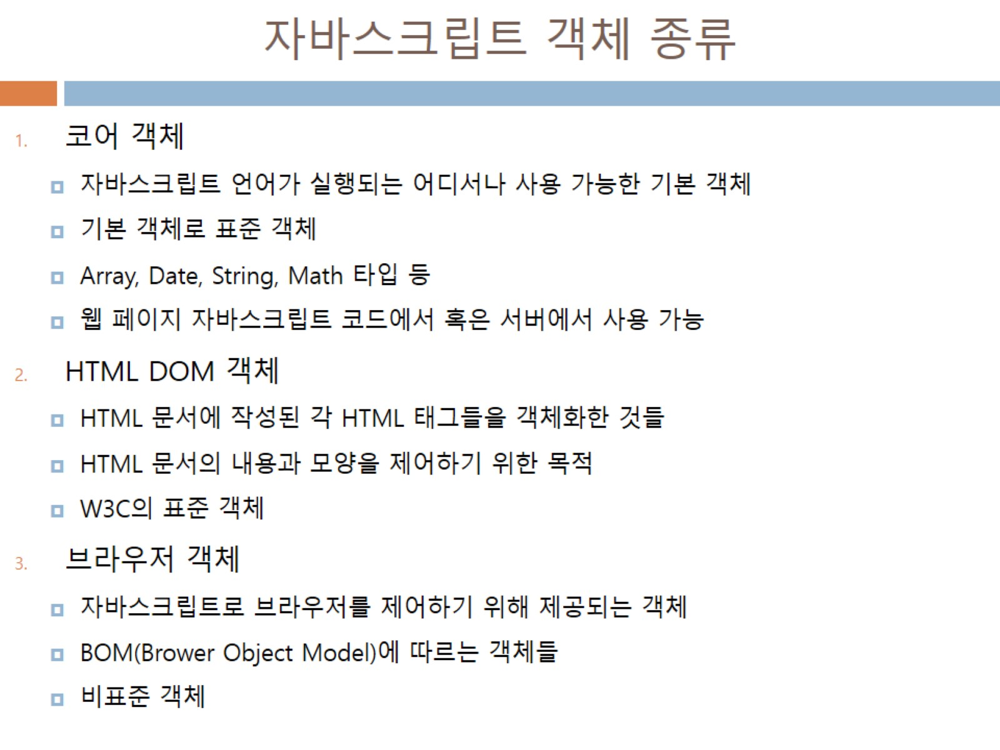 자바스크립트 객체 종류
1. 코어 객체
자바스크립트 언어가 실행되는 어디서나 사용 가능한 기본 객체
기본 객체로 표준 객체
Array, Date, String, Math 타입 등
웹 페이지 자바스크립트 코드에서 혹은 서버에서 사용 가능
2. HTML DOM 객체
HTML 문서에 작성된 각 HTML 태그들을 객체화한 것들
HTML 문서의 내용과 모양을 제어하기 위한 목적
W3C의 표준 객체
3. 브라우저 객체
자바스크립트로 브라우저를 제어하기 위해 제공되는 객체
BOM(Brower Object Model)에 따르는 객체들
비표준 객체